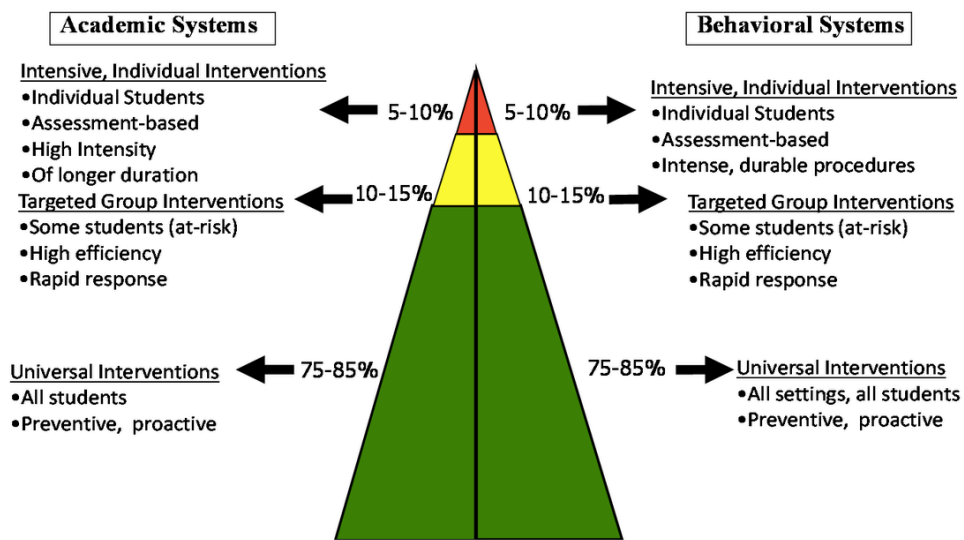 Academic Systems
Intensive, Individual Interventions
•Individual Students
•Assessment-based
•High Intensity
•Of longer duration
5-10%
Targeted Group Interventions
•Some students (at-risk)
•High efficiency
•Rapid response
10-15%
Universal Interventions
•All students
•Preventive, proactive
75-85%
Behavioral Systems
5-10%
Intensive, Individual Interventions
•Individual Students
•Assessment-based
•Intense, durable procedures
10-15%
Targeted Group Interventions
•Some students (at-risk)
•High efficiency
•Rapid response
75-85%
Universal Interventions
•All settings, all students
•Preventive, proactive